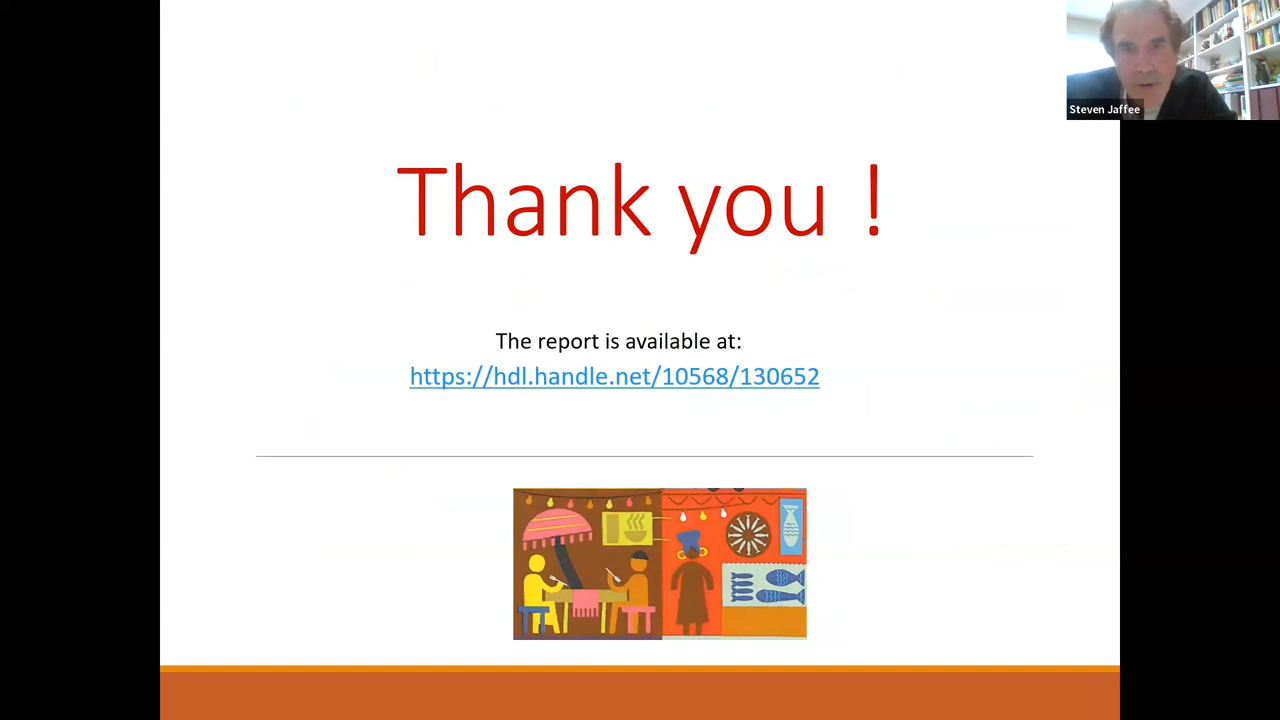 Steven Jaffee
Thank you !
The report is available at:
https://hdl.handle.net/10568/130652